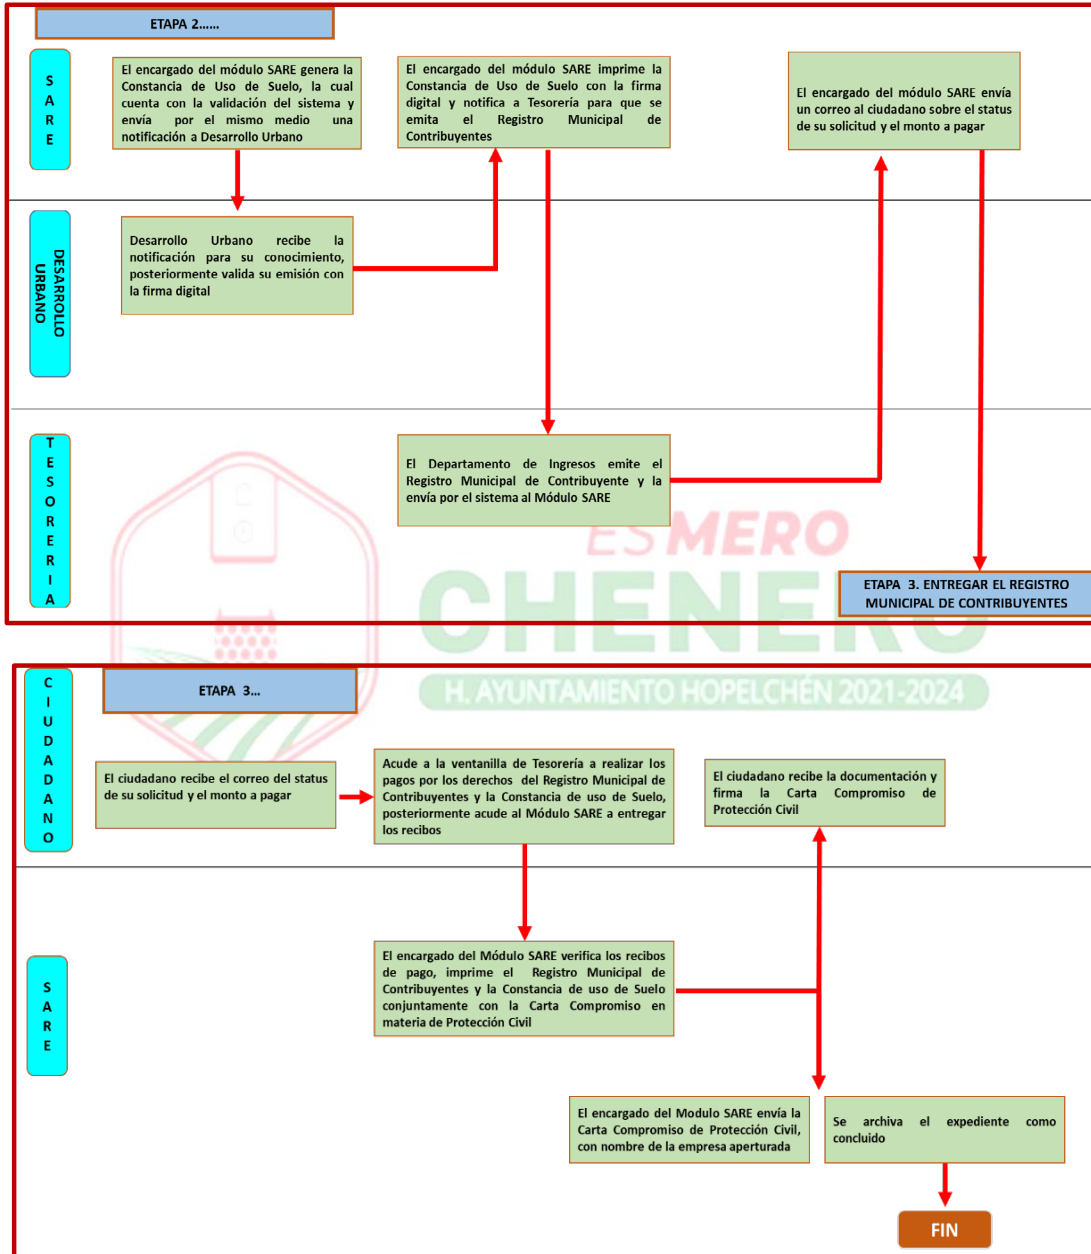 ETAPA 2......
S
A
R
E
El encargado del módulo SARE genera la
Constancia de Uso de Suelo, la cual
cuenta con la validación del sistema y
envía por el mismo medio una
notificación a Desarrollo Urbano
El encargado del módulo SARE imprime la
Constancia de Uso de Suelo con la firma
digital y notifica a Tesorería para que se
emita el Registro Municipal de
Contribuyentes
El encargado del módulo SARE envía
un correo al ciudadano sobre el status
de su solicitud y el monto a pagar
DESARROLLO
URBANO
Desarrollo Urbano recibe la
notificación para su conocimiento,
posteriormente valida su emisión con
la firma digital
T
E
S
O
R
E
R
I
A
El Departamento de Ingresos emite el
Registro Municipal de Contribuyente y la
envía por el sistema al Módulo SARE
ES MERO
CHENERO
H. AYUNTAMIENTO HOPELCHÉN 2021-2024
ETAPA 3. ENTREGAR EL REGISTRO
MUNICIPAL DE CONTRIBUYENTES
C
I
U
D
A
D
A
N
O
ETAPA 3...
El ciudadano recibe el correo del status
de su solicitud y el monto a pagar
Acude a la ventanilla de Tesorería a realizar los
pagos por los derechos del Registro Municipal de
Contribuyentes y la Constancia de uso de Suelo,
posteriormente acude al Módulo SARE a entregar
los recibos
El ciudadano recibe la documentación y
firma la Carta Compromiso de
Protección Civil
S
A
R
E
El encargado del Módulo SARE verifica los recibos
de pago, imprime el Registro Municipal de
Contribuyentes y la Constancia de uso de Suelo
conjuntamente con la Carta Compromiso en
materia de Protección Civil
El encargado del Modulo SARE envía la
Carta Compromiso de Protección Civil,
con nombre de la empresa aperturada
Se archiva el expediente como
concluido
FIN